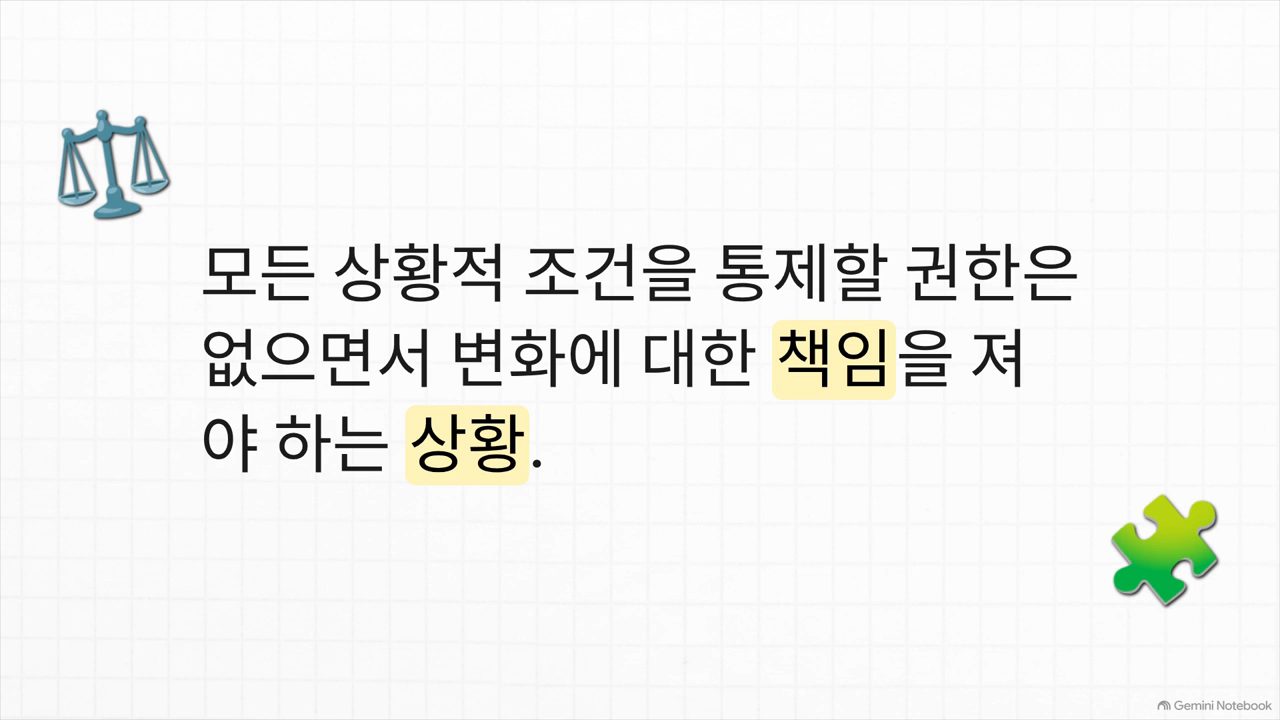 모든 상황적 조건을 통제할 권한은
없으면서 변화에 대한 책임을 져
야 하는 상황.
Gemini Notebook